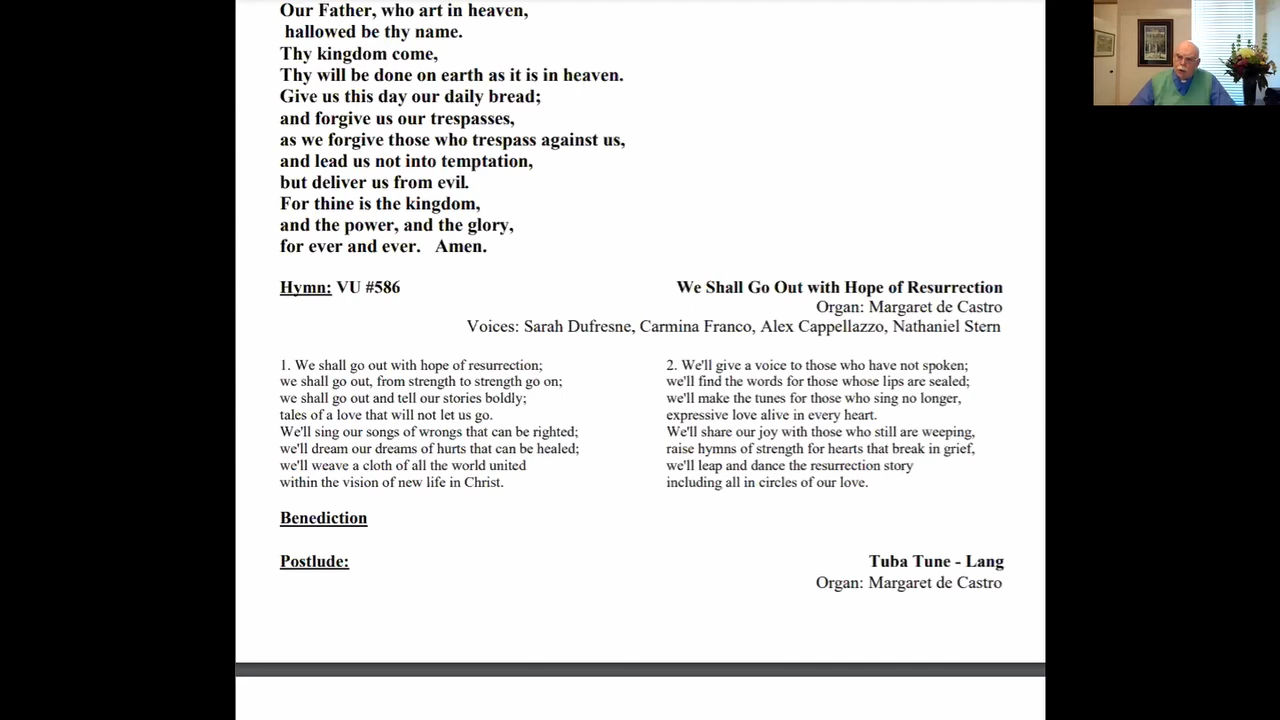 Our Father, who art in heaven,
hallowed be thy name.
Thy kingdom come,
Thy will be done on earth as it is in heaven.
Give us this day our daily bread;
and forgive us our trespasses,
as we forgive those who trespass against us,
and lead us not into temptation,
but deliver us from evil.
For thine is the kingdom,
and the power, and the glory,
for ever and ever. Amen.
Hymn: VU #586
We Shall Go Out with Hope of Resurrection
Organ: Margaret de Castro
Voices: Sarah Dufresne, Carmina Franco, Alex Cappellazzo, Nathaniel Stern
1. We shall go out with hope of resurrection;
we shall go out, from strength to strength go on;
we shall go out and tell our stories boldly;
tales of a love that will not let us go.
We'll sing our songs of wrongs that can be righted;
we'll dream our dreams of hurts that can be healed;
we'll weave a cloth of all the world united
within the vision of new life in Christ.
2. We'll give a voice to those who have not spoken;
we'll find the words for those whose lips are sealed;
we'll make the tunes for those who sing no longer,
expressive love alive in every heart.
We'll share our joy with those who still are weeping,
raise hymns of strength for hearts that break in grief,
we'll leap and dance the resurrection story
including all in circles of our love.
Benediction
Postlude:
Tuba Tune - Lang
Organ: Margaret de Castro